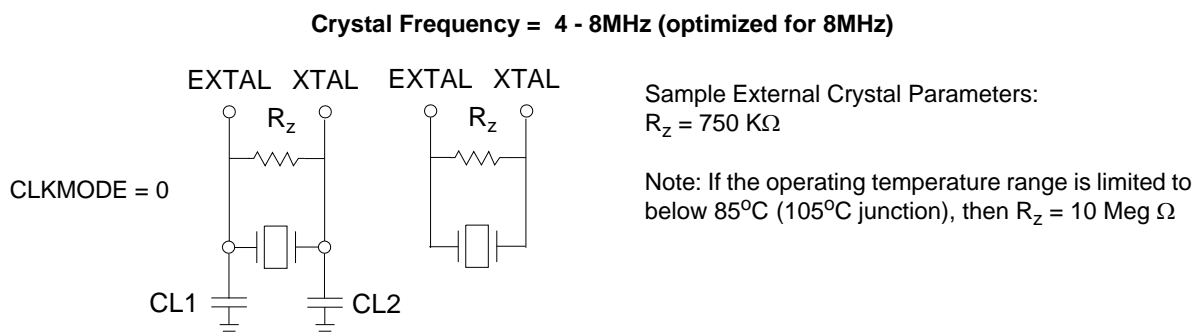 Crystal Frequency = 4 - 8MHz (optimized for 8MHz)
EXTAL XTAL
EXTAL XTAL
Rz
Rz
CLKMODE = 0
CL1
CL2
Sample External Crystal Parameters:
Rz = 750 KΩ
Note: If the operating temperature range is limited to
below 85oC (105oC junction), then Rz = 10 Meg Ω